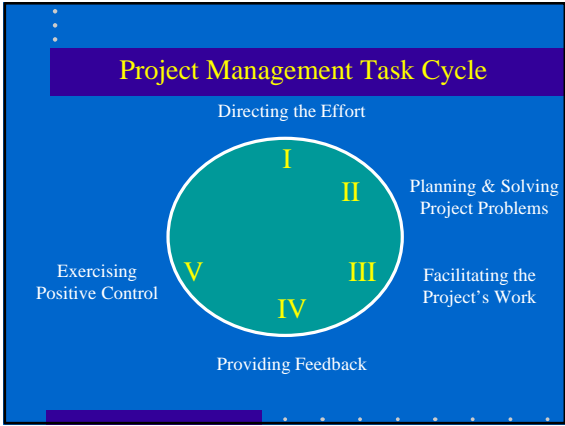 Project Management Task Cycle
Directing the Effort
I
II
Planning & Solving
Project Problems
III
Facilitating the
Project's Work
IV
Providing Feedback
V
Exercising
Positive Control